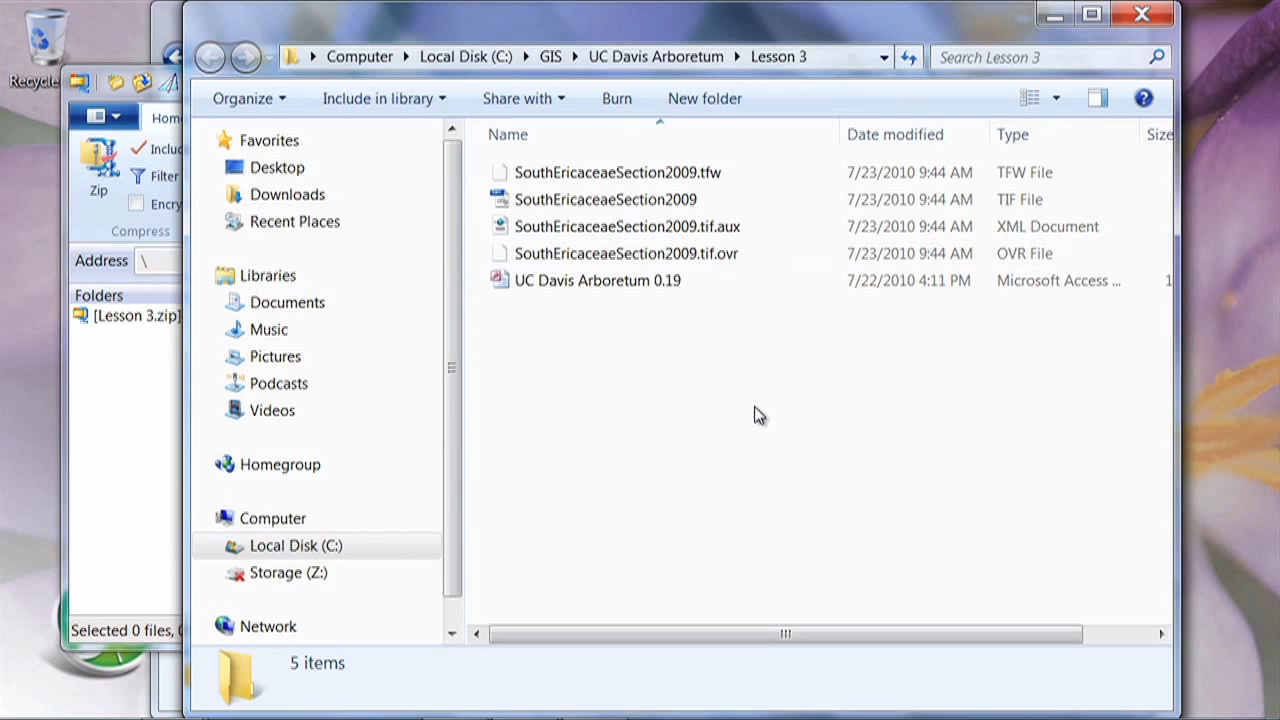 Recycle
Home
Include
Filter
Zip
Encry
Compress
Address \
Folders
[Lesson 3.zip]
Selected 0 files,
Computer Local Disk (C:) GIS UC Davis Arboretum Lesson 3
Search Lesson 3
Organize Include in library Share with Burn New folder
Favorites
Desktop
Downloads
Recent Places
Libraries
Documents
Music
Pictures
Podcasts
Videos
Homegroup
Computer
Local Disk (C:)
Storage (Z:)
Network
Name Date modified Type Size
SouthEricaceaeSection2009.tfw 7/23/2010 9:44 AM TFW File
SouthEricaceaeSection2009 7/23/2010 9:44 AM TIF File
SouthEricaceaeSection2009.tif.aux 7/23/2010 9:44 AM XML Document
SouthEricaceaeSection2009.tif.ovr 7/23/2010 9:44 AM OVR File
UC Davis Arboretum 0.19 7/22/2010 4:11 PM Microsoft Access ... 1
5 items